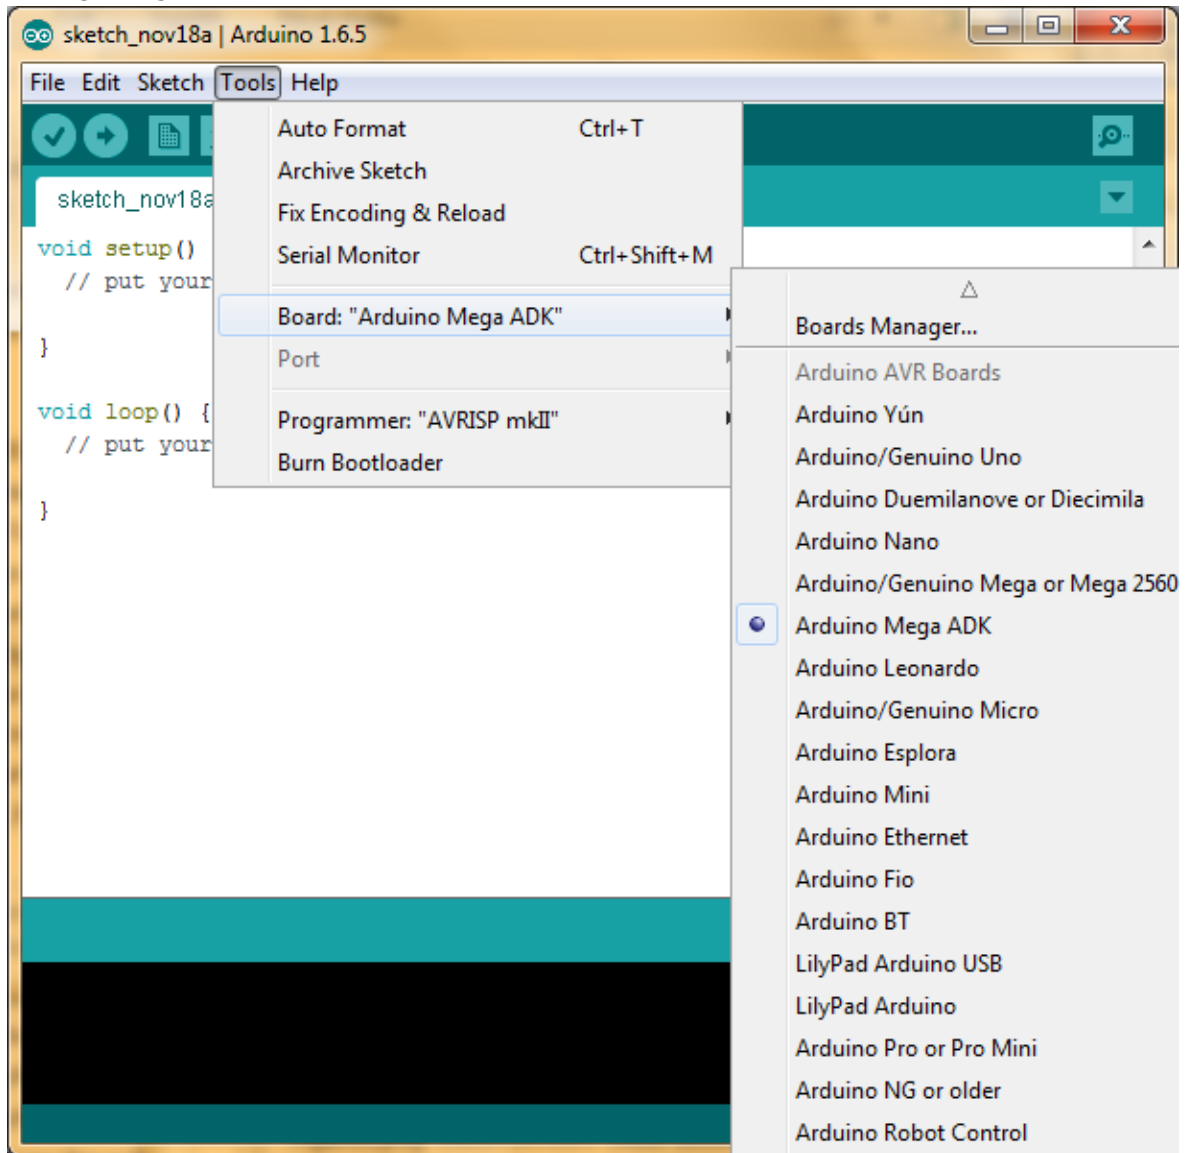 sketch_nov18a | Arduino 1.6.5
File Edit Sketch Tools Help
sketch_nov18a
void setup()
// put your
}
void loop() {
// put your
}
Auto Format Ctrl+T
Archive Sketch
Fix Encoding & Reload
Serial Monitor Ctrl+Shift+M
Board: "Arduino Mega ADK"
Port
Programmer: "AVRISP mkII"
Burn Bootloader
Boards Manager...
Arduino AVR Boards
Arduino Yún
Arduino/Genuino Uno
Arduino Duemilanove or Diecimila
Arduino Nano
Arduino/Genuino Mega or Mega 2560
Arduino Mega ADK
Arduino Leonardo
Arduino/Genuino Micro
Arduino Esplora
Arduino Mini
Arduino Ethernet
Arduino Fio
Arduino BT
LilyPad Arduino USB
LilyPad Arduino
Arduino Pro or Pro Mini
Arduino NG or older
Arduino Robot Control